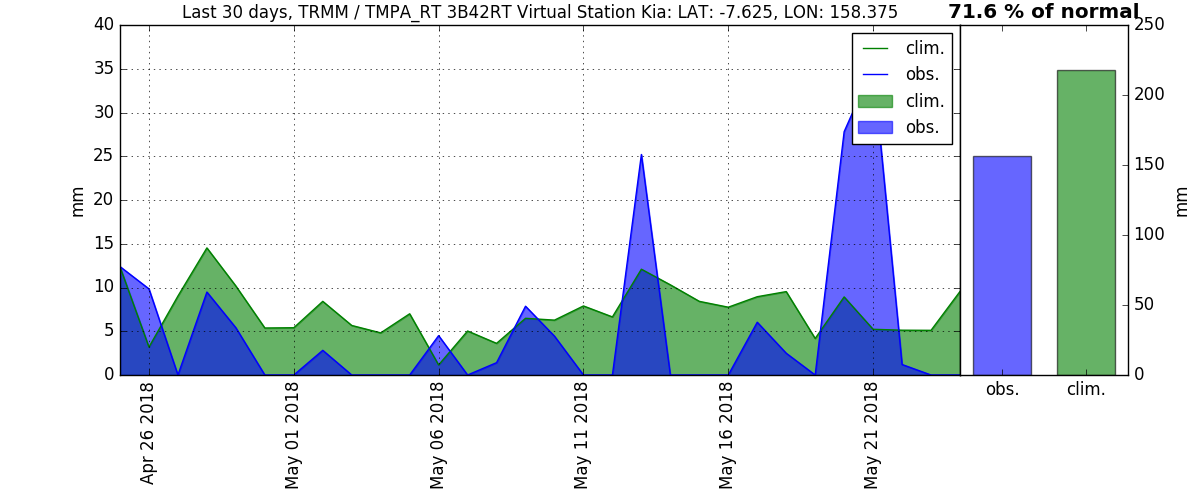 Last 30 days, TRMM / TMPA_RT 3B42RT Virtual Station Kia: LAT: -7.625, LON: 158.375
71.6 % of normal
40
35
30
25
20
15
10
5
0
mm
clim.
obs.
clim.
obs.
250
200
150
100
50
0
mm
Apr 26 2018
May 01 2018
May 06 2018
May 11 2018
May 16 2018
May 21 2018
obs.
clim.